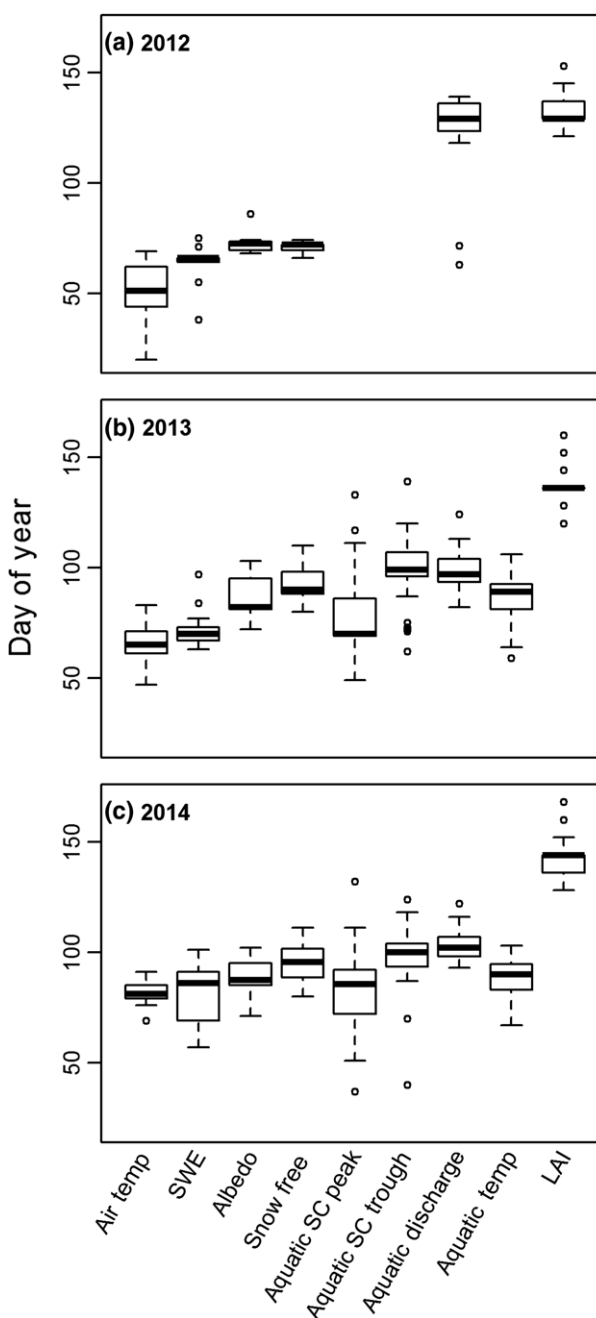 (a) 2012
150
100
50
(b) 2013
150
100
50
Day of year
(c) 2014
150
100
50
Air temp
SWE
Albedo
Snow free
Aquatic SC peak
Aquatic SC trough
Aquatic discharge
Aquatic temp
LAI